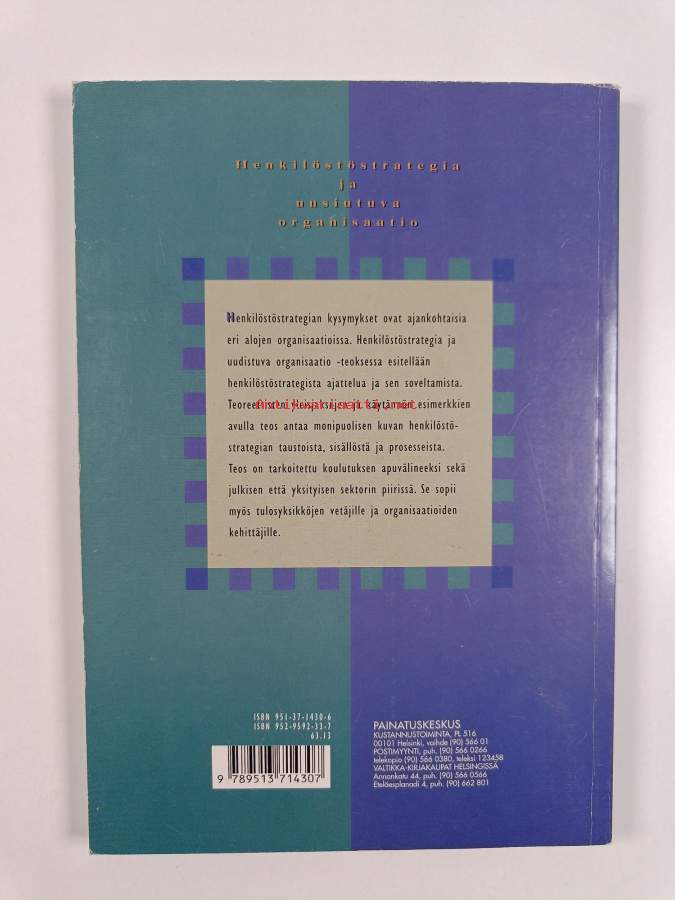 Henkilöstöstrategia
ja
uusiutuva
organisaatio
Henkilöstöstrategian kysymykset ovat ajankohtaisia
eri alojen organisaatioissa. Henkilöstöstrategia ja
uudistuva organisaatio -teoksessa esitellään
henkilöstöstrategista ajattelua ja sen soveltamista.
Teoreettisten ja käytännön esimerkkien
avulla teos antaa monipuolisen kuvan henkilöstö-
strategian taustoista, sisällöstä ja prosesseista.
Teos on tarkoitettu koulutuksen apuvälineeksi sekä
julkisen että yksityisen sektorin piirissä. Se sopii
myös tulosyksikköjen vetäjille ja organisaatioiden
kehittäjille.
ISBN 951-37-1430-6
ISBN 952-9592-33-7
63.13
9 789513 714307
PAINATUSKESKUS
KUSTANNUSTOIMINTA, PL 516
00101 Helsinki, vaihde (90) 566 01
POSTIMYYNTI, puh. (90) 566 0266
telekopio (90) 566 0380, teleksi 123458
VALTIKKA-KIRJAKAUPAT HELSINGISSÄ
Annankatu 44, puh. (90) 566 0566
Eteläesplanadi 4, puh. (90) 662 801